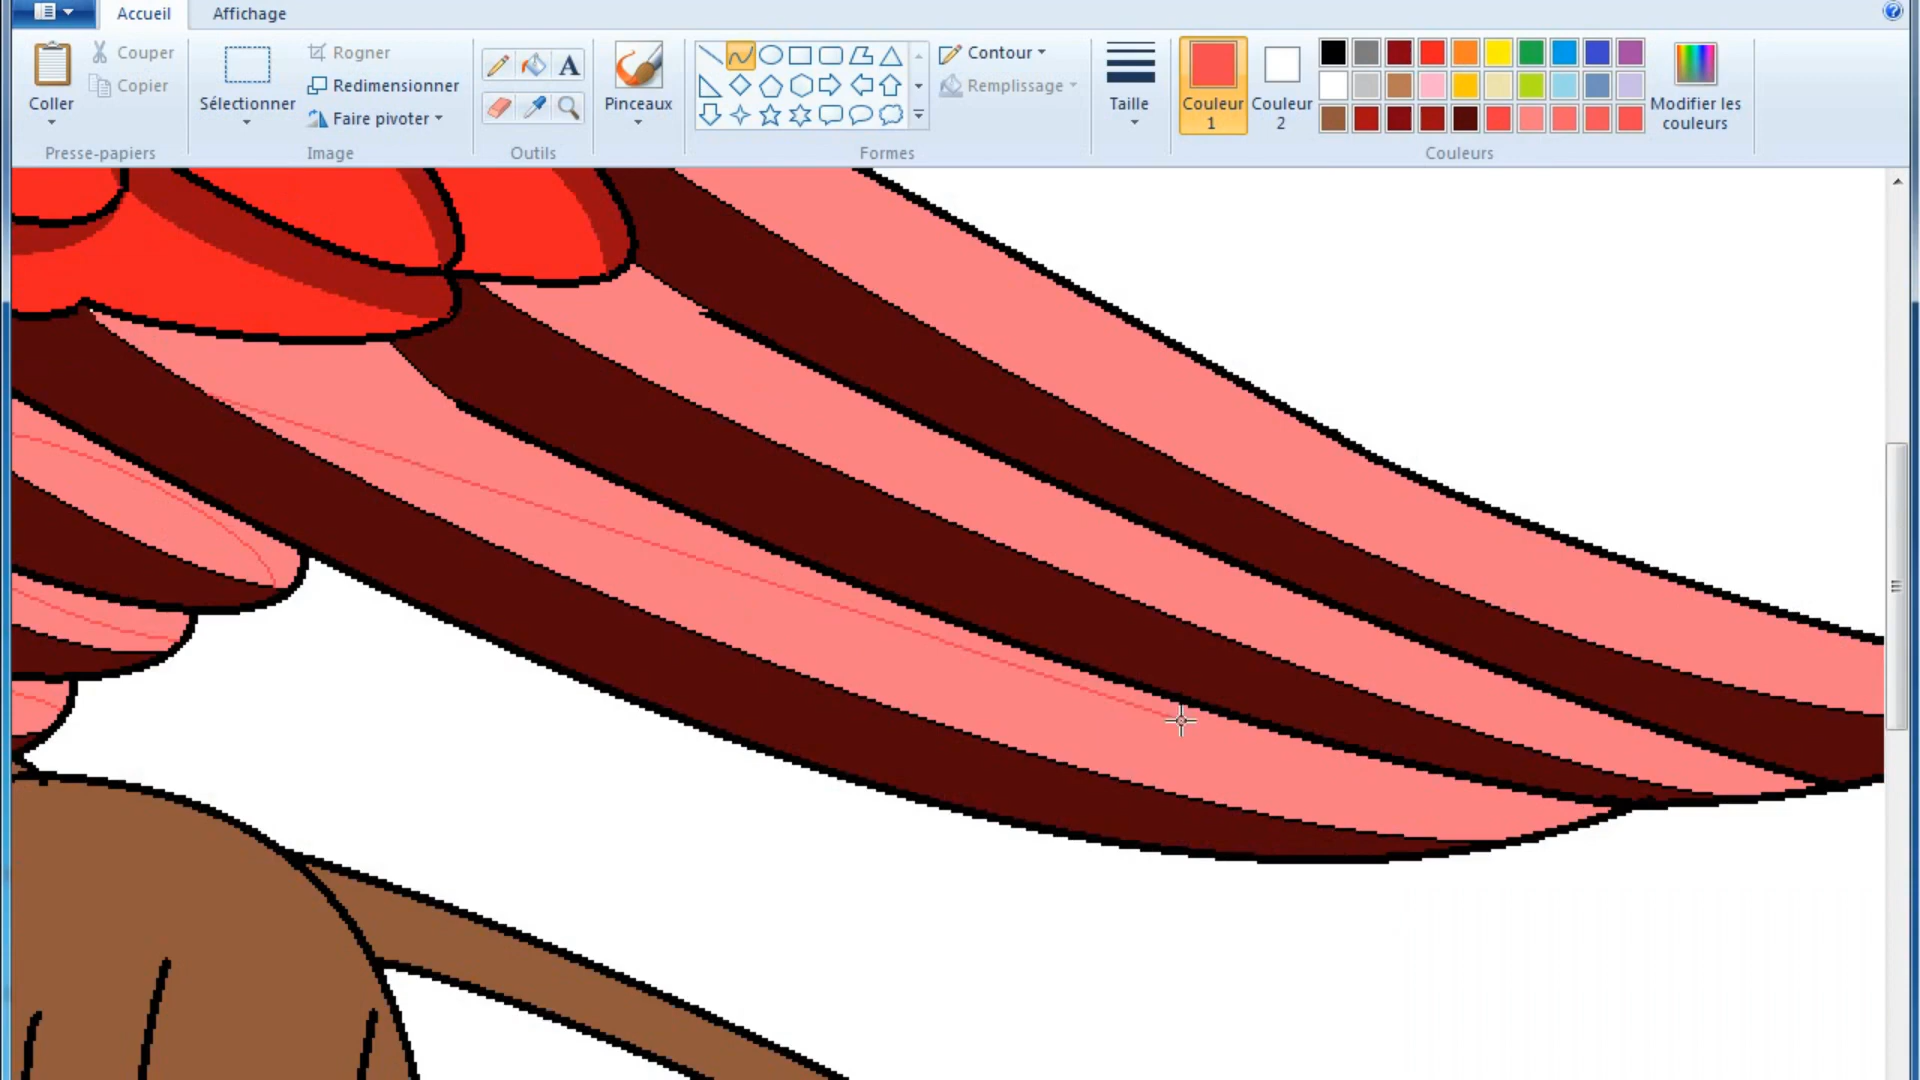 Accueil
Affichage
Coller
Couper
Copier
Presse-papiers
Sélectionner
Rogner
Redimensionner
Faire pivoter
Image
A
Outils
Pinceaux
Formes
Contour
Remplissage
Taille
Couleur
1
Couleur
2
Modifier les
couleurs
Couleurs